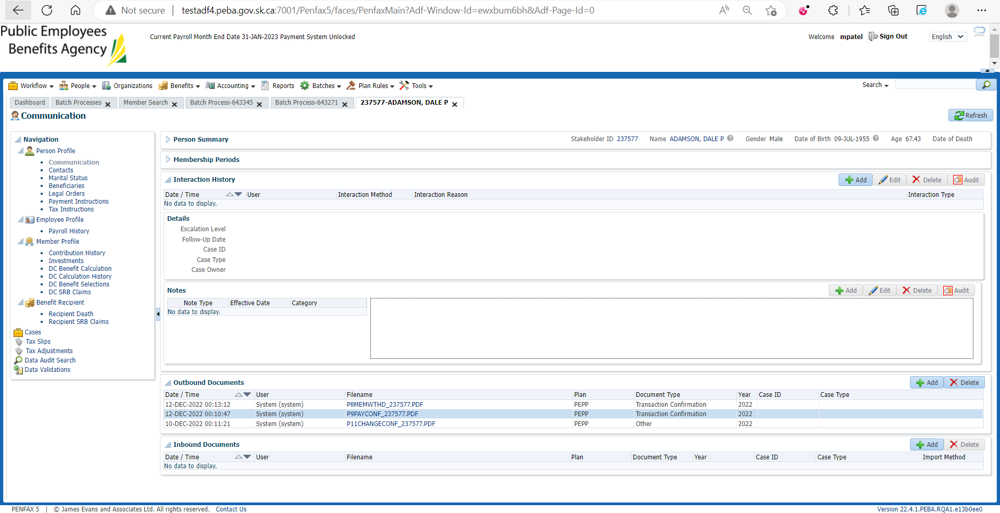 Not secure | testadf4.peba.gov.sk.ca:7001/Penfax5/faces/PenfaxMain?Adf-Window-Id=ewxbum6bh&Adf-Page-Id=0
Public Employees
Benefits Agency
Current Payroll Month End Date 31-JAN-2023 Payment System Unlocked
Welcome mpatel Sign Out English
Workflow People Organizations Benefits Accounting Reports Batches Plan Rules Tools Search
Dashboard Batch Processes Member Search Batch Process-643345 Batch Process-643271 237577-ADAMSON, DALE P
Communication
Refresh
Navigation
Person Profile
Communication
Contacts
Marital Status
Beneficiaries
Legal Orders
Payment Instructions
Tax Instructions
Employee Profile
Payroll History
Member Profile
Contribution History
Investments
DC Benefit Calculation
DC Calculation History
DC Benefit Selections
DC SRB Claims
Benefit Recipient
Recipient Death
Recipient SRB Claims
Cases
Tax Slips
Tax Adjustments
Data Audit Search
Data Validations
Person Summary Stakeholder ID 237577 Name ADAMSON, DALE P Gender Male Date of Birth 09-JUL-1955 Age 67.43 Date of Death
Membership Periods
Interaction History Add Edit Delete Audit
Date / Time User Interaction Method Interaction Reason Interaction Type
No data to display.
Details
Escalation Level
Follow-Up Date
Case ID
Case Type
Case Owner
Notes Add Edit Delete Audit
Note Type Effective Date Category
No data to display.
Outbound Documents Add Delete
Date / Time User Filename Plan Document Type Year Case ID Case Type
12-DEC-2022 00:13:12 System (system) P8MEMWTHD_237577.PDF PEPP Transaction Confirmation 2022
12-DEC-2022 00:10:47 System (system) P9PAYCONF_237577.PDF PEPP Transaction Confirmation 2022
10-DEC-2022 00:11:21 System (system) P11CHANGECONF_237577.PDF PEPP Other 2022
Inbound Documents Add Delete
Date / Time User Filename Plan Document Type Year Case ID Case Type Import Method
No data to display.
PENFAX 5 | © James Evans and Associates Ltd. All rights reserved. Contact Us Version 22.4.1.PEBA.RQA1.e13b0ee0